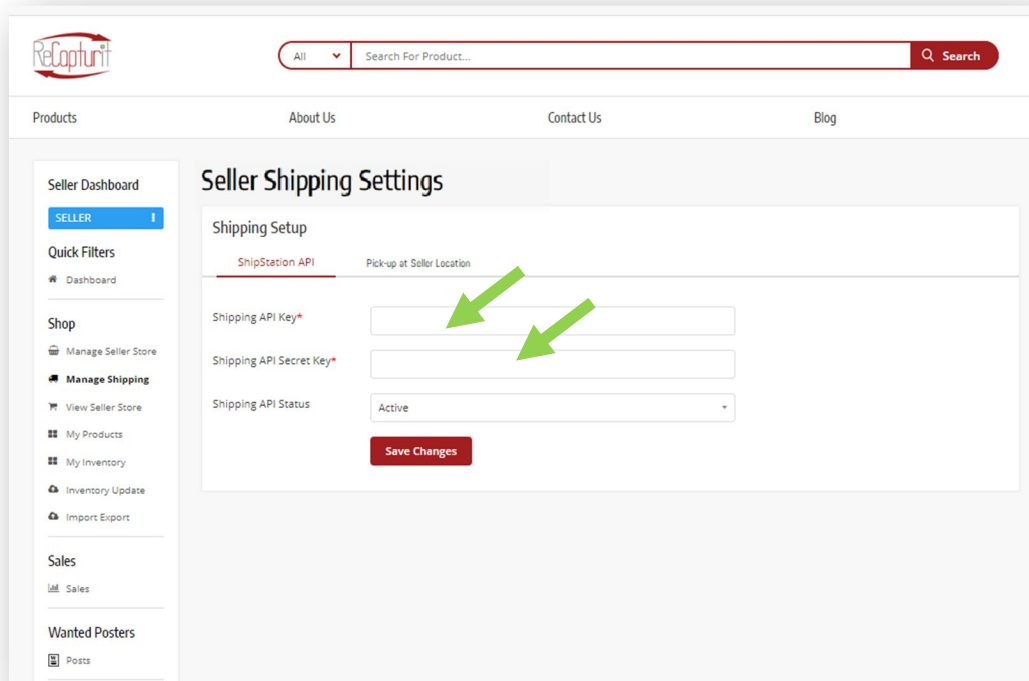 ReCapturit
All
Search For Product...
Search
Products About Us Contact Us Blog
Seller Dashboard
SELLER
Quick Filters
Dashboard
Shop
Manage Seller Store
Manage Shipping
View Seller Store
My Products
My Inventory
Inventory Update
Import Export
Sales
Sales
Wanted Posters
Posts
Seller Shipping Settings
Shipping Setup
ShipStation API Pick-up at Seller Location
Shipping API Key*
Shipping API Secret Key*
Shipping API Status Active
Save Changes